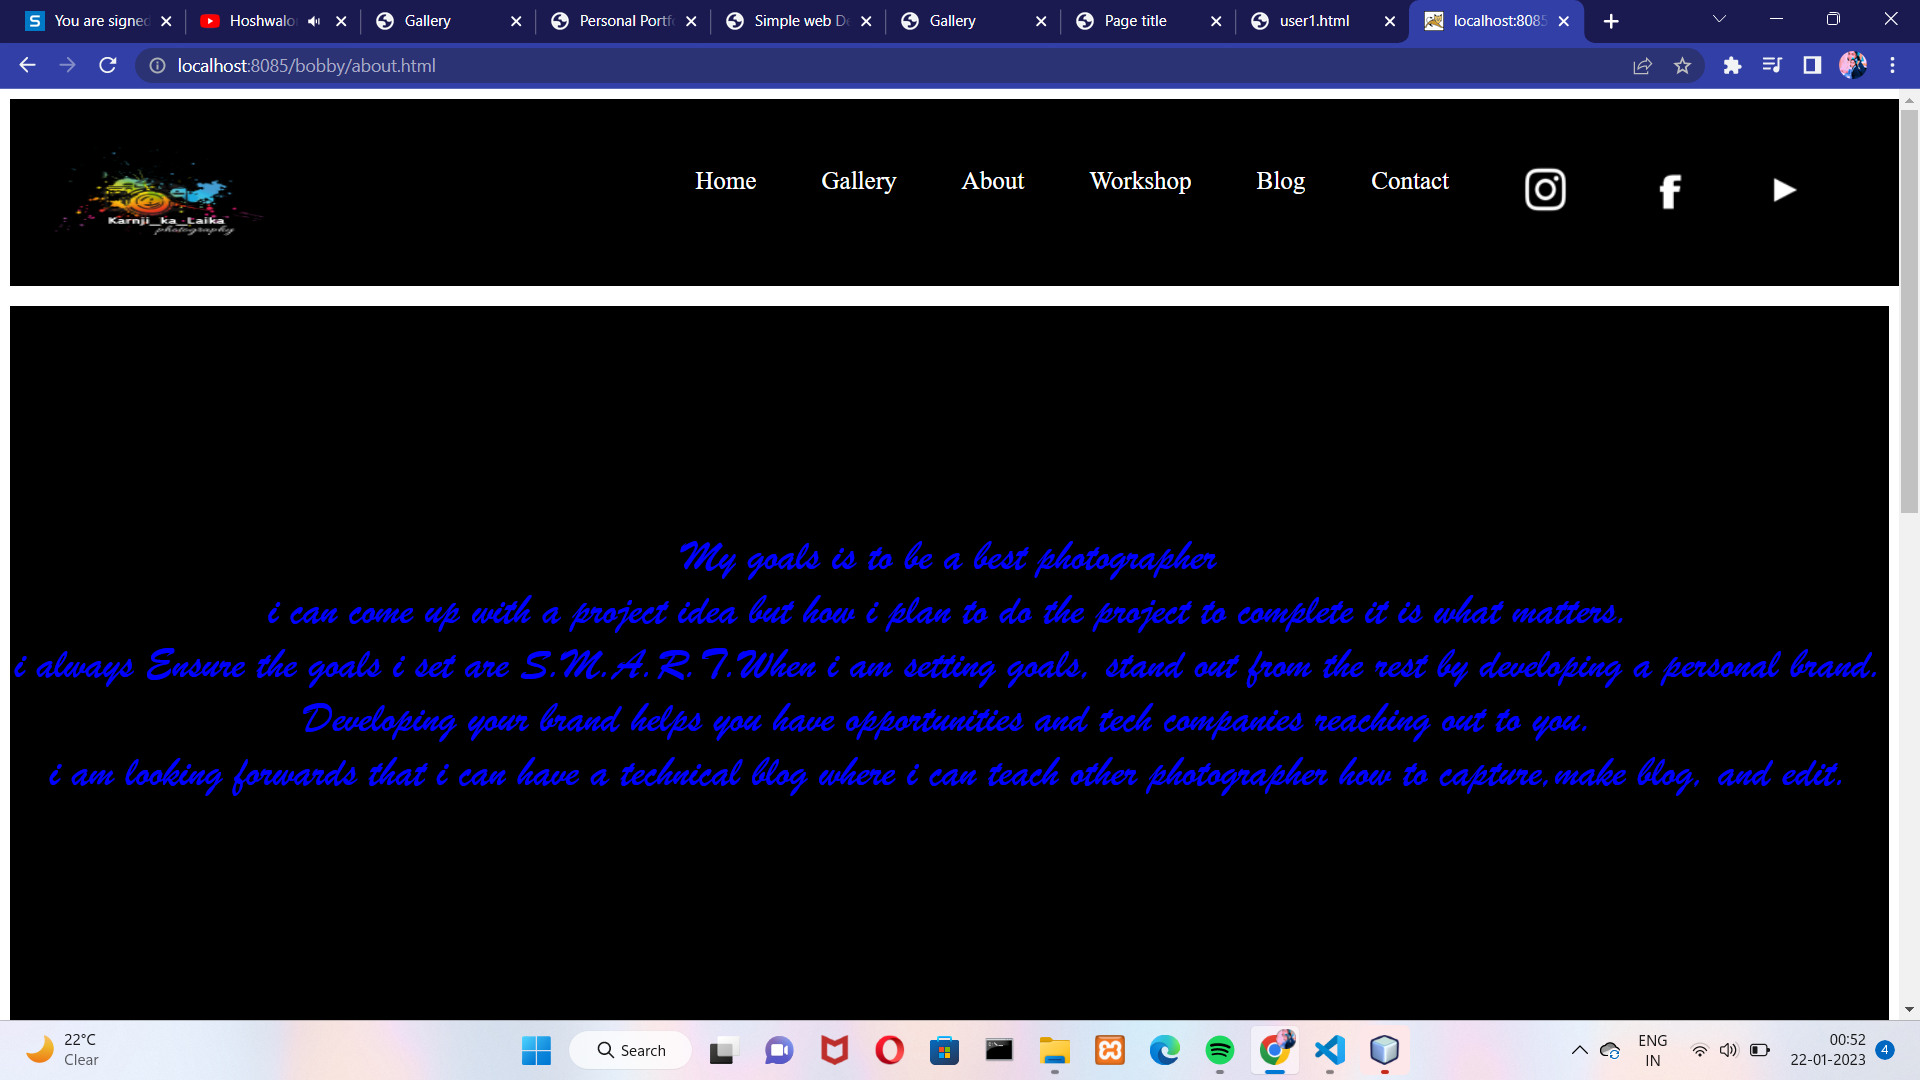 You are signe
Hoshwalo
Gallery
Personal Portf
Simple web De
Gallery
Page title
user1.html
localhost:8085
localhost:8085/bobby/about.html
Karnji_ka_Laika
photography
Home
Gallery
About
Workshop
Blog
Contact
My goals is to be a best photographer
i can come up with a project idea but how i plan to do the project to complete it is what matters.
i always Ensure the goals i set are S.M.A.R.T.When i am setting goals, stand out from the rest by developing a personal brand.
Developing your brand helps you have opportunities and tech companies reaching out to you.
i am looking forwards that i can have a technical blog where i can teach other photographer how to capture,make blog, and edit.
22°C
Clear
Search
ENG
IN
00:52
22-01-2023
4